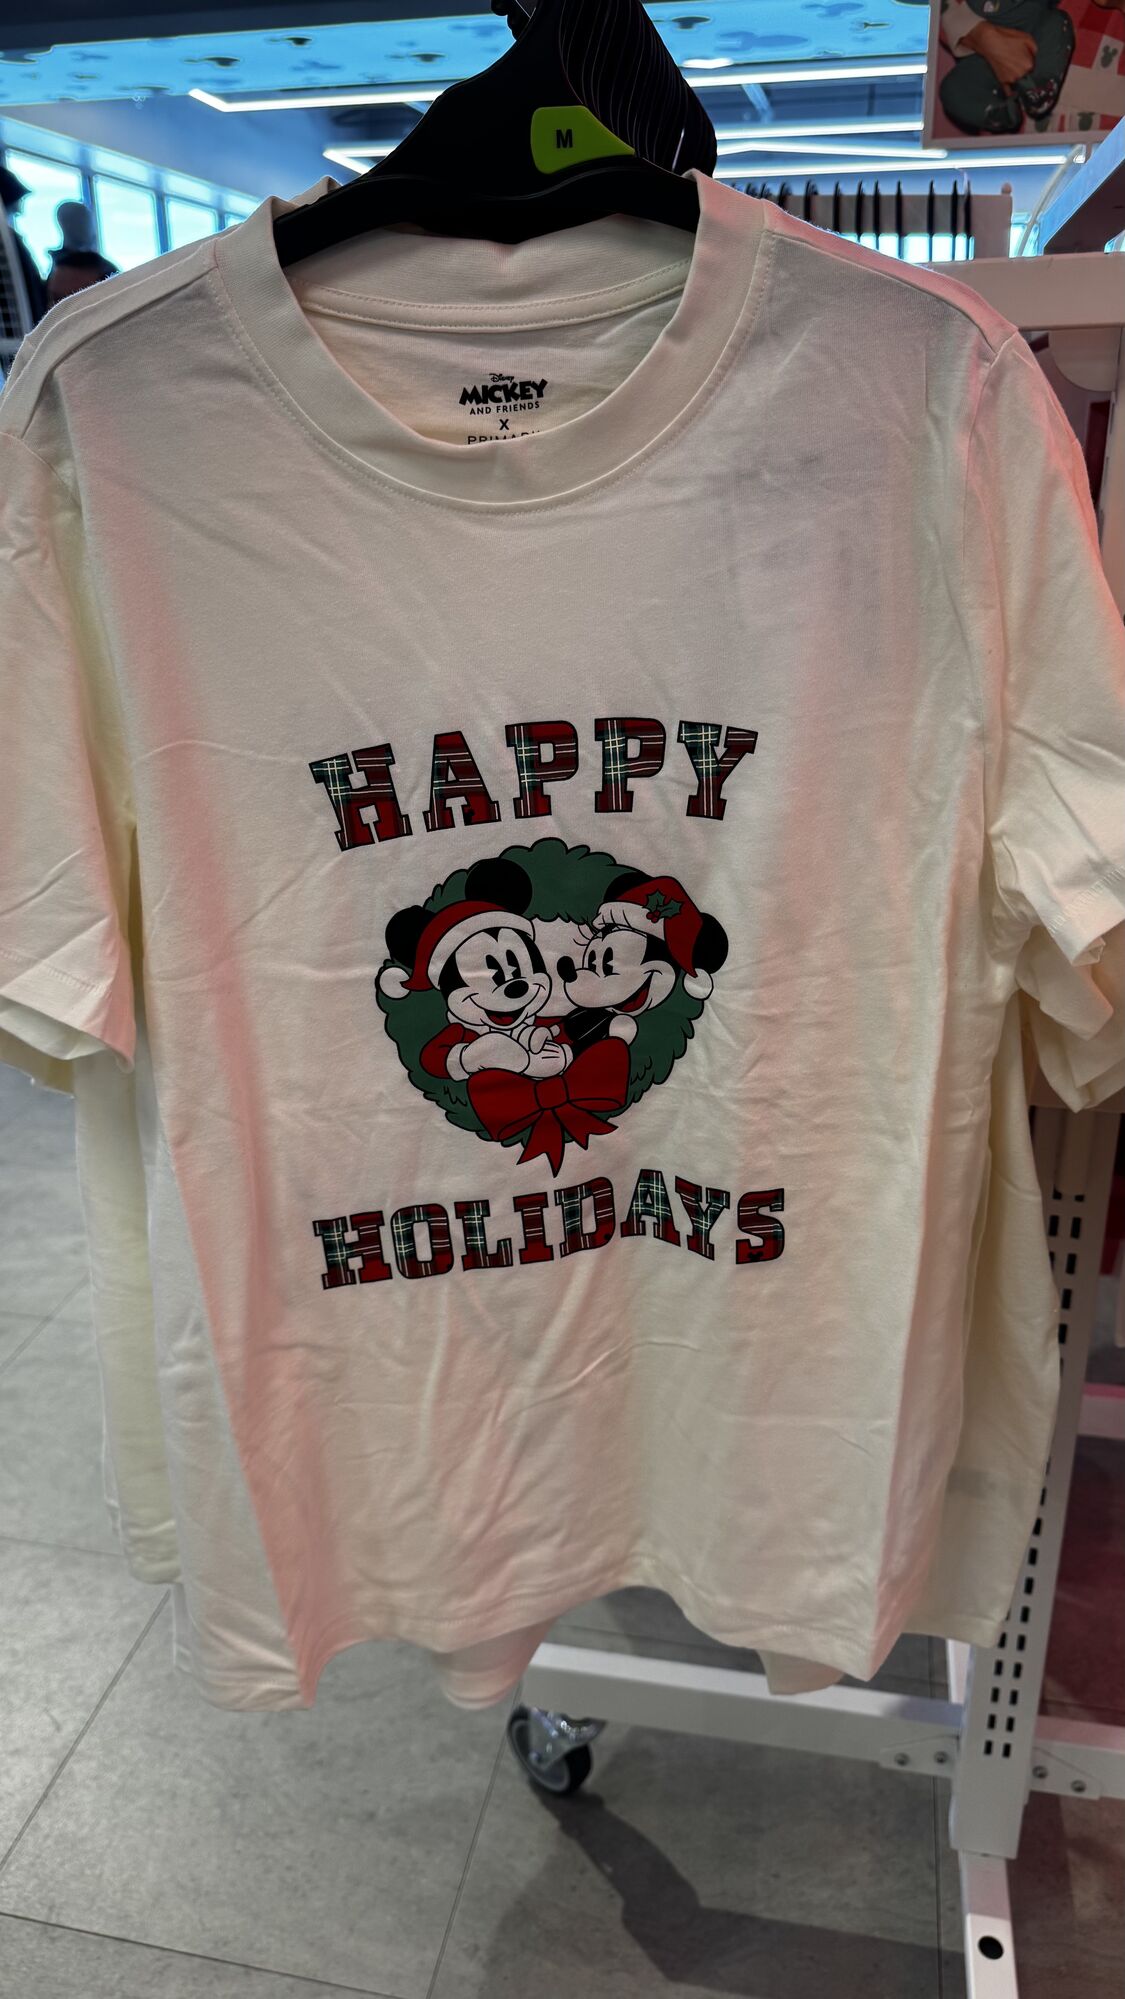 M
Disney
MICKEY
AND FRIENDS
X
HAPPY
HOLIDAYS